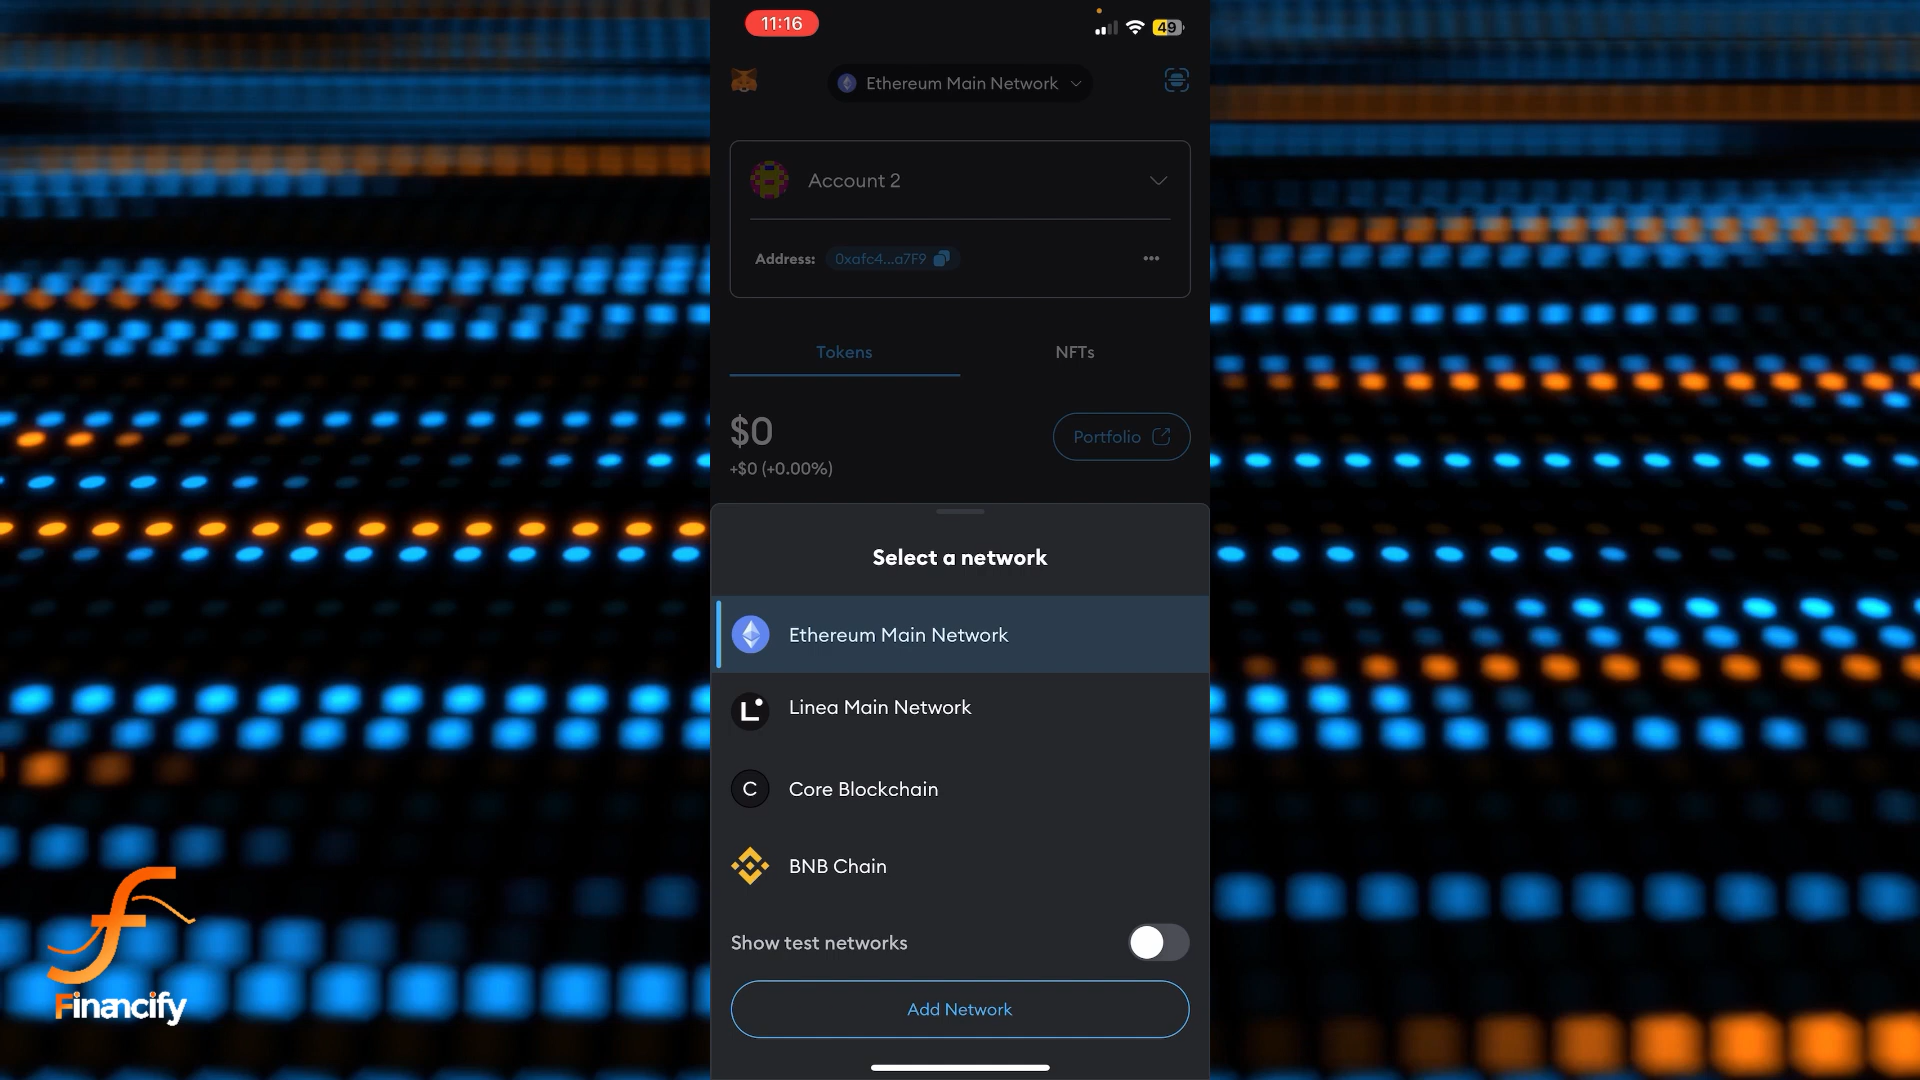 11:16
49
Ethereum Main Network
Account 2
Address: 0xafc4...a7F9
Tokens
NFTs
$0
Portfolio
+$0 (+0.00%)
Select a network
Ethereum Main Network
L Linea Main Network
C Core Blockchain
BNB Chain
Show test networks
Add Network
f
Financify